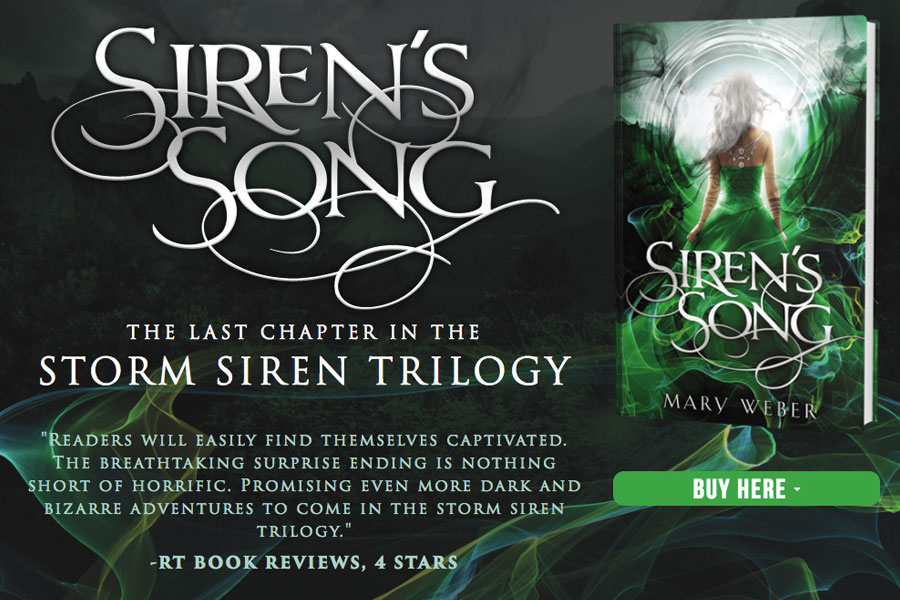 SIREN'S
SONG
THE LAST CHAPTER IN THE
STORM SIREN TRILOGY
"READERS WILL EASILY FIND THEMSELVES CAPTIVATED.
THE BREATHTAKING SURPRISE ENDING IS NOTHING
SHORT OF HORRIFIC. PROMISING EVEN MORE DARK AND
BIZARRE ADVENTURES TO COME IN THE STORM SIREN
TRILOGY."
-RT BOOK REVIEWS, 4 STARS
SIREN'S
SONG
MARY WEBER
BUY HERE